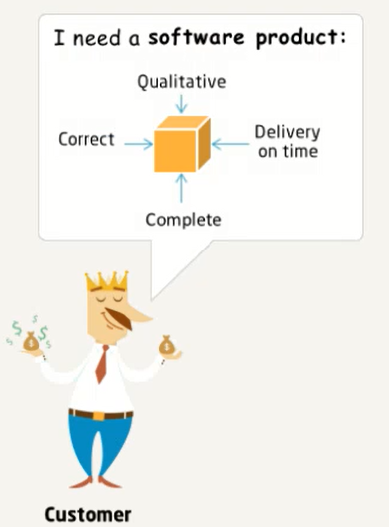 I need a software product:
Qualitative
Correct
Delivery
on time
Complete
$ $ $ $ $
$
Customer